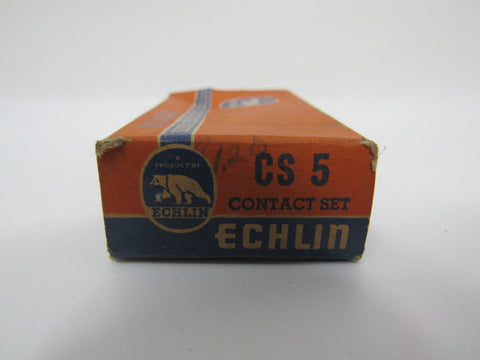 A
PRODUCT OF
ECHLIN
CS 5
CONTACT SET
ECHLIN